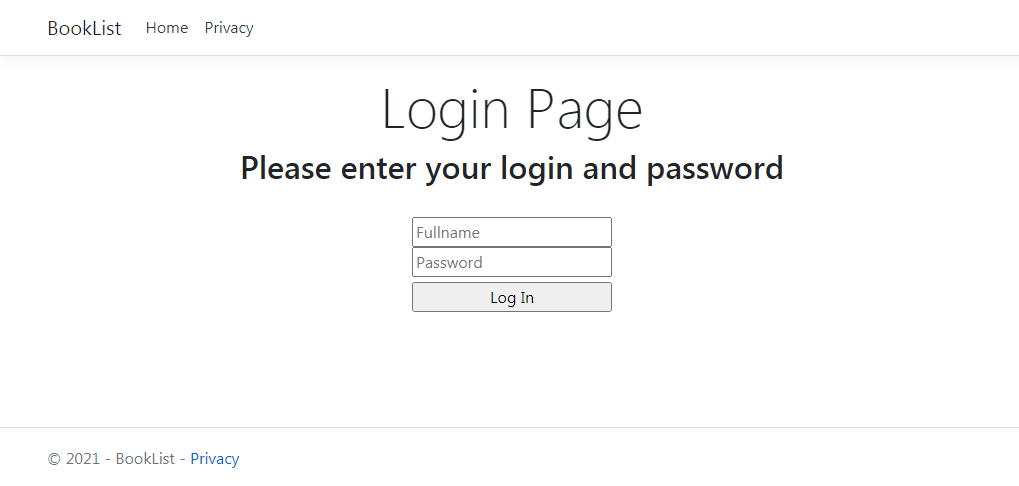 BookList Home Privacy
Login Page
Please enter your login and password
Fullname
Password
Log In
© 2021 - BookList - Privacy